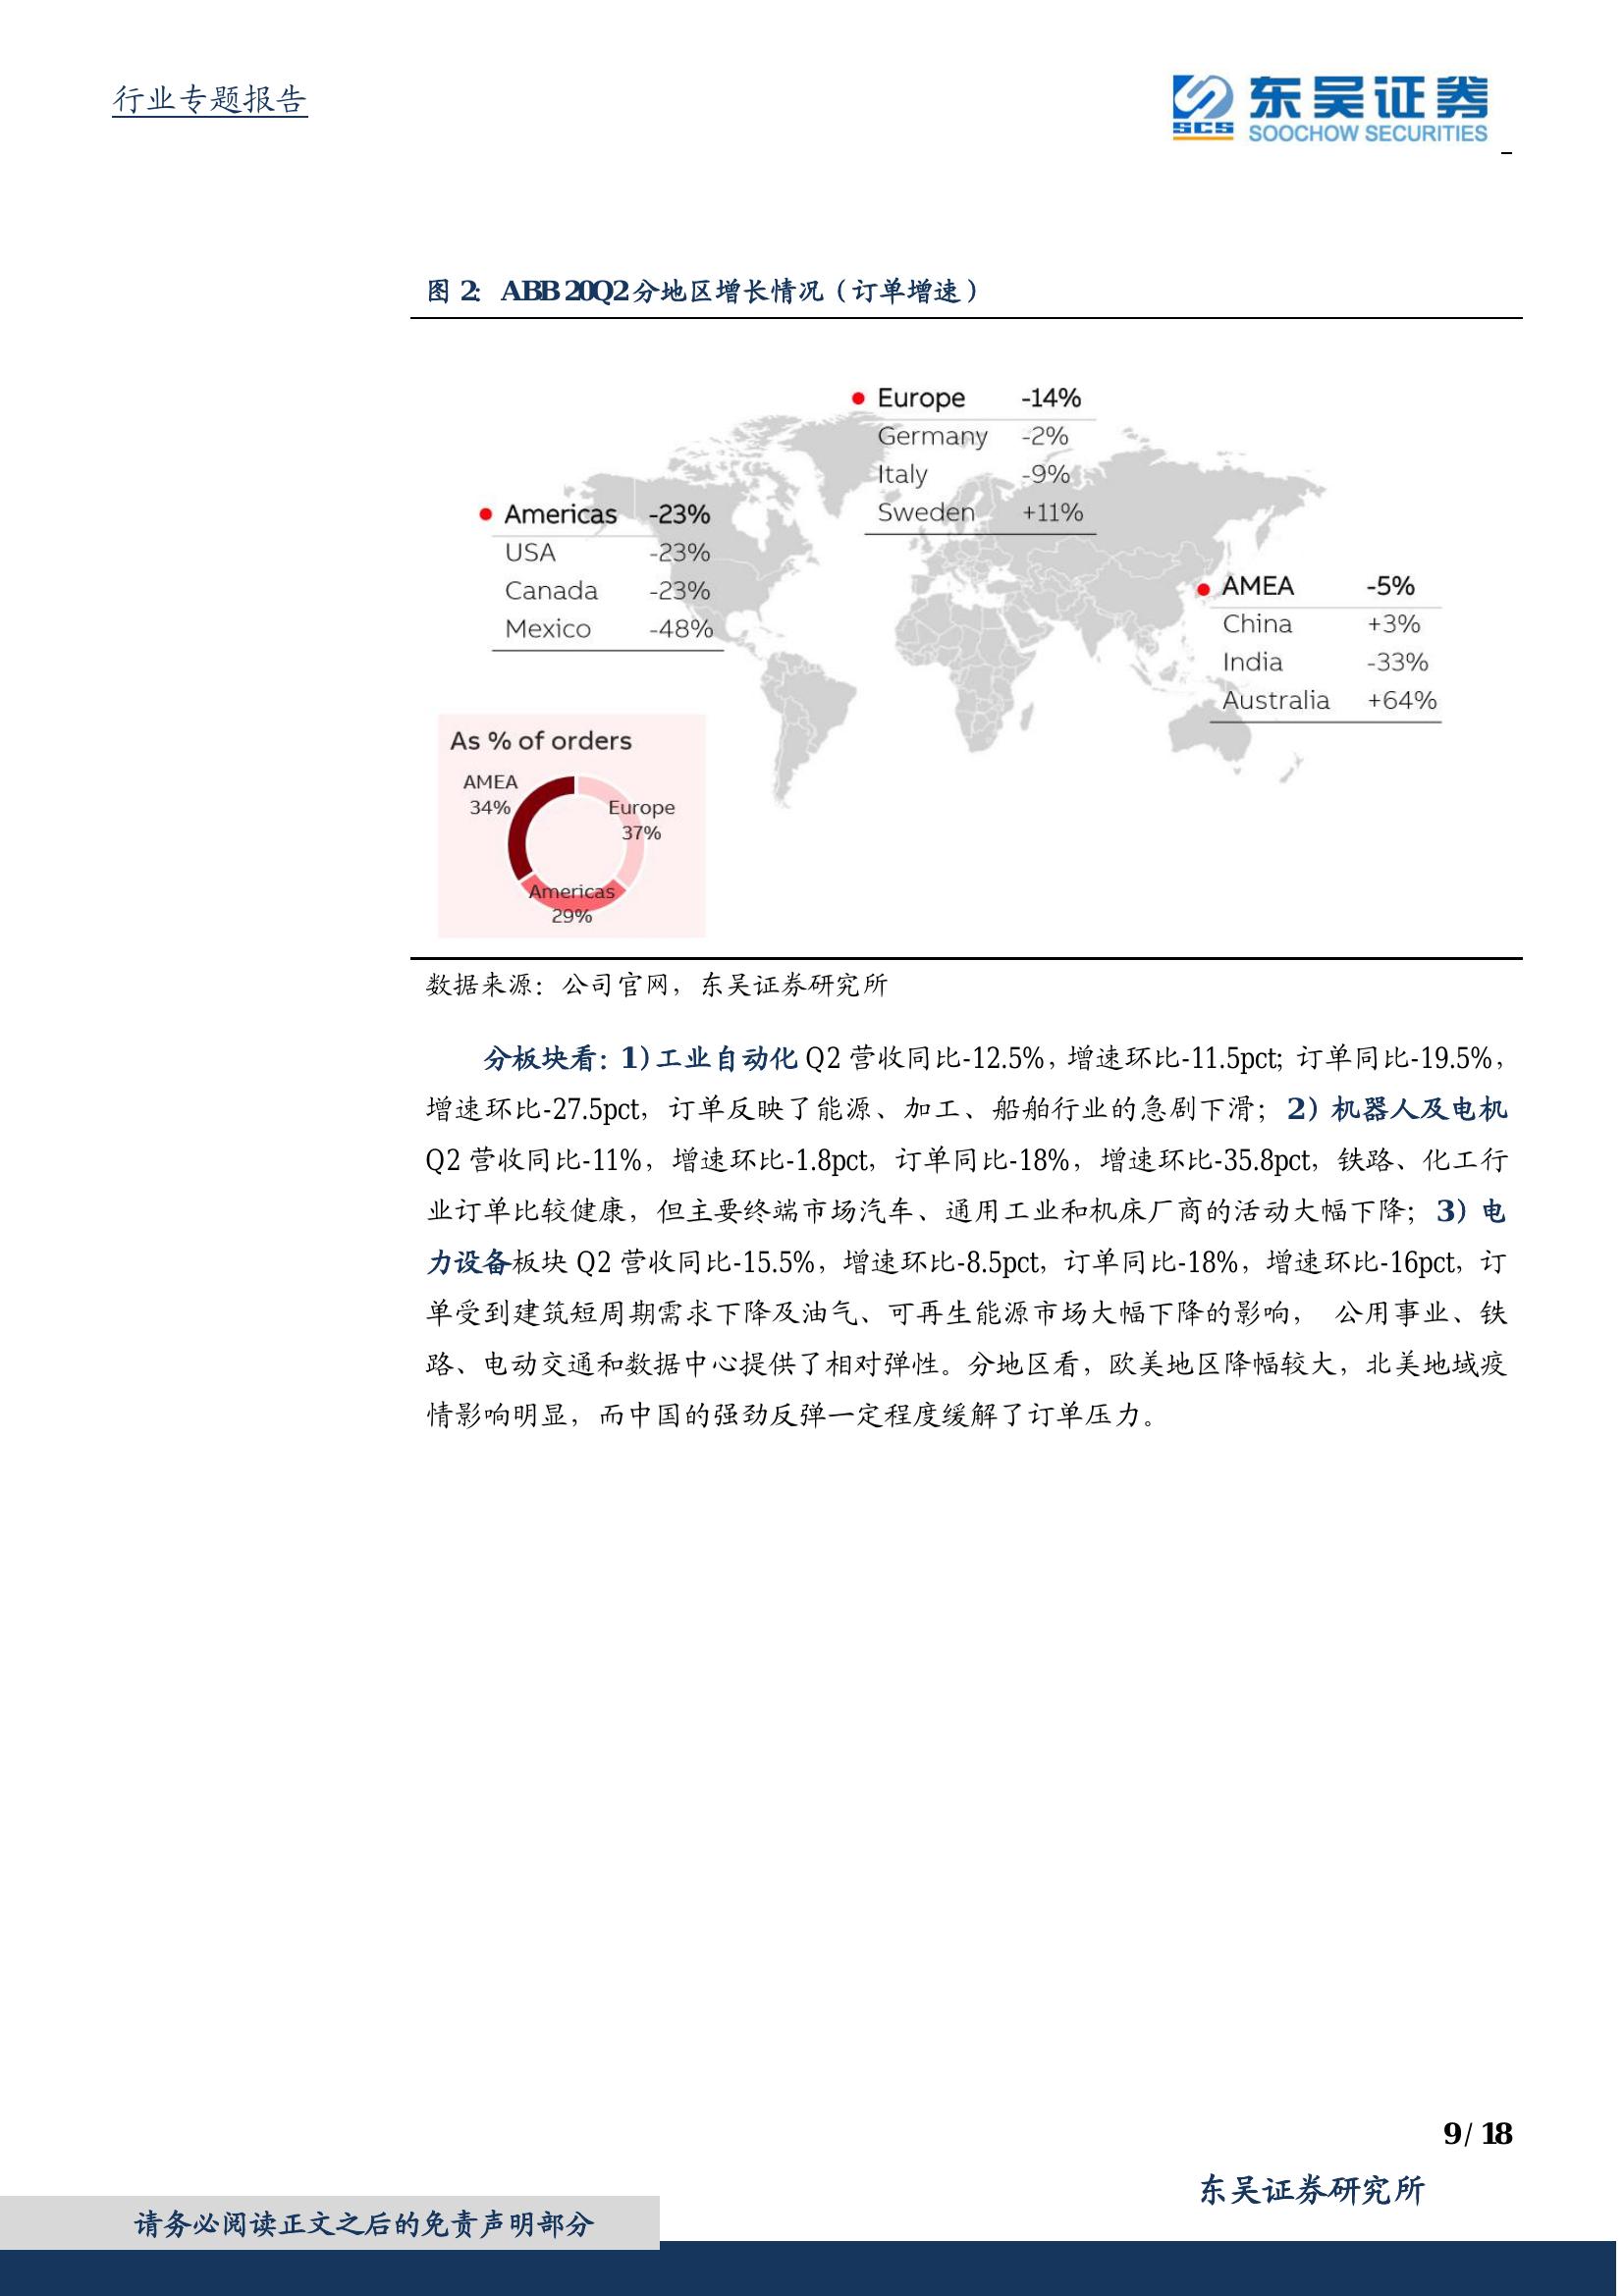 行业专题报告
SCS
东吴证券
SOOCHOW SECURITIES
图 2: ABB 20Q2分地区增长情况（订单增速）
Europe -14%
Germany -2%
Italy -9%
Sweden +11%
Americas -23%
USA -23%
Canada -23%
Mexico -48%
AMEA -5%
China +3%
India -33%
Australia +64%
As % of orders
AMEA
34%
Europe
37%
Americas
29%
数据来源：公司官网，东吴证券研究所
分板块看：1)工业自动化 Q2 营收同比-12.5%，增速环比-11.5pct; 订单同比-19.5%，
增速环比-27.5pct，订单反映了能源、加工、船舶行业的急剧下滑；2）机器人及电机
Q2 营收同比-11%，增速环比-1.8pct，订单同比-18%，增速环比-35.8pct，铁路、化工行
业订单比较健康，但主要终端市场汽车、通用工业和机床厂商的活动大幅下降；3）电
力设备板块 Q2 营收同比-15.5%，增速环比-8.5pct，订单同比-18%，增速环比-16pct，订
单受到建筑短周期需求下降及油气、可再生能源市场大幅下降的影响， 公用事业、铁
路、电动交通和数据中心提供了相对弹性。分地区看，欧美地区降幅较大，北美地域疫
情影响明显，而中国的强劲反弹一定程度缓解了订单压力。
9 / 18
东吴证券研究所
请务必阅读正文之后的免责声明部分